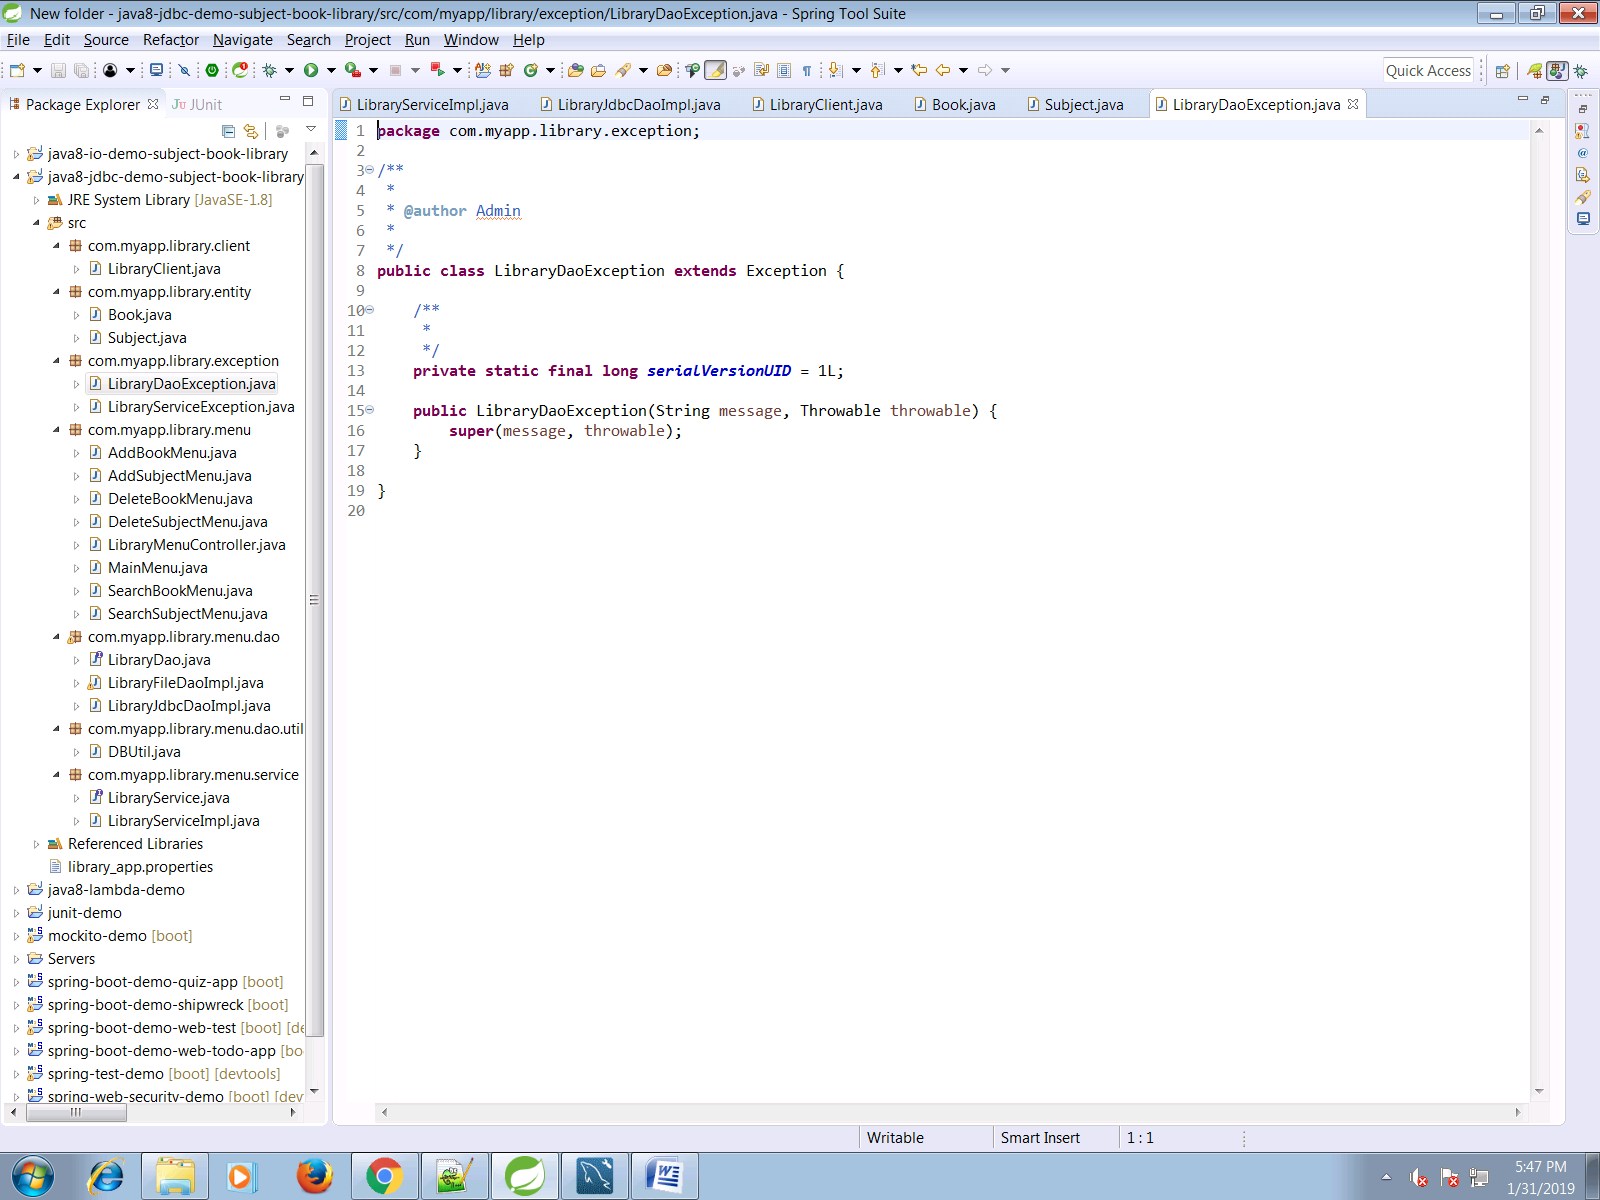 New folder - java8-jdbc-demo-subject-book-library/src/com/myapp/library/exception/LibraryDaoException.java - Spring Tool Suite
File Edit Source Refactor Navigate Search Project Run Window Help
Quick Access
Package Explorer
JUnit
java8-io-demo-subject-book-library
java8-jdbc-demo-subject-book-library
JRE System Library [JavaSE-1.8]
src
com.myapp.library.client
LibraryClient.java
com.myapp.library.entity
Book.java
Subject.java
com.myapp.library.exception
LibraryDaoException.java
LibraryServiceException.java
com.myapp.library.menu
AddBookMenu.java
AddSubjectMenu.java
DeleteBookMenu.java
DeleteSubjectMenu.java
LibraryMenuController.java
MainMenu.java
SearchBookMenu.java
SearchSubjectMenu.java
com.myapp.library.menu.dao
LibraryDao.java
LibraryFileDaoImpl.java
LibraryJdbcDaoImpl.java
com.myapp.library.menu.dao.util
DBUtil.java
com.myapp.library.menu.service
LibraryService.java
LibraryServiceImpl.java
Referenced Libraries
library_app.properties
java8-lambda-demo
junit-demo
mockito-demo [boot]
Servers
spring-boot-demo-quiz-app [boot]
spring-boot-demo-shipwreck [boot]
spring-boot-demo-web-test [boot] [de
spring-boot-demo-web-todo-app [bo
spring-test-demo [boot] [devtools]
spring-web-security-demo [boot] [dev
LibraryServiceImpl.java LibraryJdbcDaoImpl.java LibraryClient.java Book.java Subject.java LibraryDaoException.java
1 package com.myapp.library.exception;
2
3 /**
4 *
5 * @author Admin
6 *
7 */
8 public class LibraryDaoException extends Exception {
9
10 /**
11 *
12 */
13 private static final long serialVersionUID = 1L;
14
15 public LibraryDaoException(String message, Throwable throwable) {
16 super(message, throwable);
17 }
18
19 }
20
Writable Smart Insert 1 : 1
5:47 PM
1/31/2019